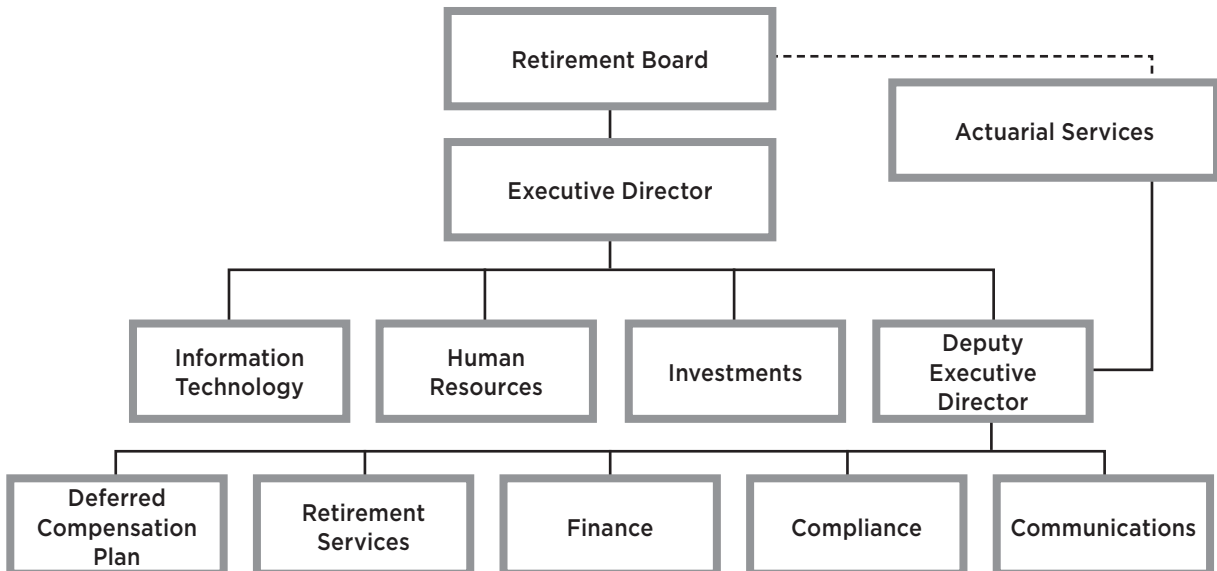 Retirement Board
Actuarial Services
Executive Director
Information
Technology
Human
Resources
Investments
Deputy
Executive
Director
Deferred
Compensation
Plan
Retirement
Services
Finance
Compliance
Communications